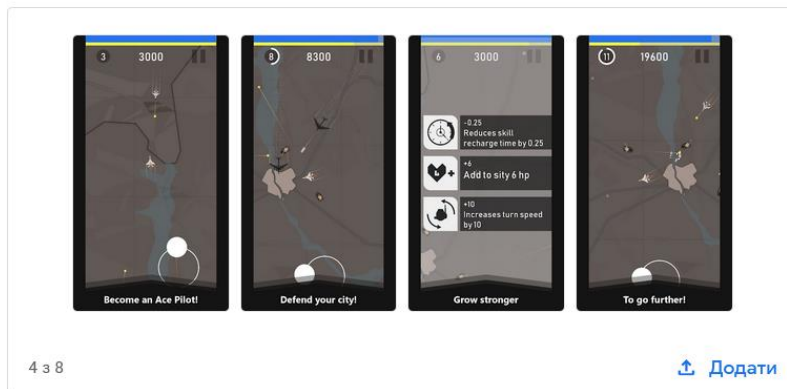 3 3000
8 8300
6 3000
11 19600
-0.25
Reduces skill
recharge time by 0.25
+6
Add to sity 6 hp
+10
Increases turn speed
by 10
Become an Ace Pilot!
Defend your city!
Grow stronger
To go further!
4 з 8
Додати